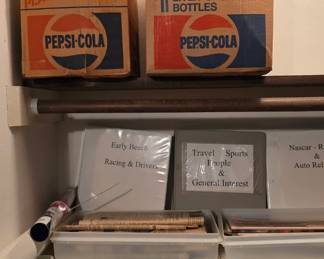 BOTTLES
PEPSI-COLA
PEPSI-COLA
Early Beach
Racing & Drivers
Travel Sports
People
&
General Interest
Nascar - R
&
Auto Rel